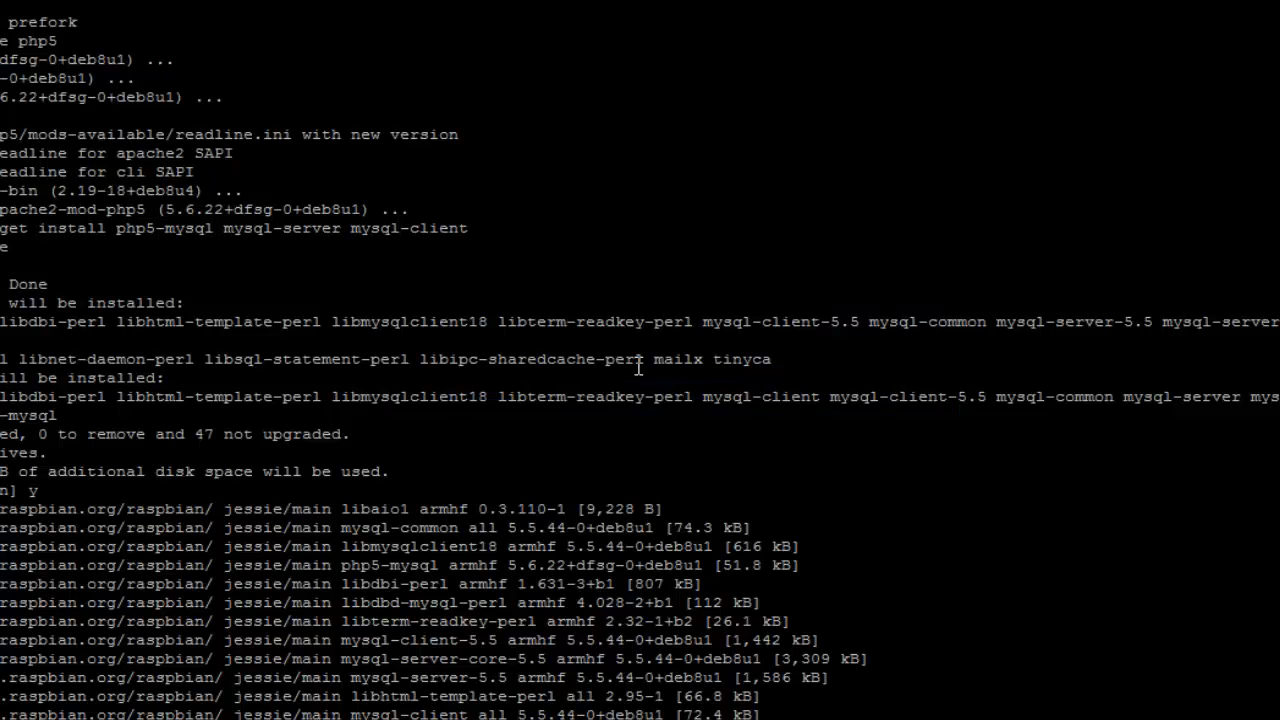 prefork
e php5
dfsg-0+deb8u1) ...
-0+deb8u1) ...
6.22+dfsg-0+deb8u1) ...
p5/mods-available/readline.ini with new version
eadline for apache2 SAPI
eadline for cli SAPI
-bin (2.19-18+deb8u4) ...
pache2-mod-php5 (5.6.22+dfsg-0+deb8u1) ...
get install php5-mysql mysql-server mysql-client
e
Done
will be installed:
libdbi-perl libhtml-template-perl libmysqlclient18 libterm-readkey-perl mysql-client-5.5 mysql-common mysql-server-5.5 mysql-server
l libnet-daemon-perl libsql-statement-perl libipc-sharedcache-perl mailx tinyca
ill be installed:
libdbi-perl libhtml-template-perl libmysqlclient18 libterm-readkey-perl mysql-client mysql-client-5.5 mysql-common mysql-server mys
-mysql
ed, 0 to remove and 47 not upgraded.
ives.
B of additional disk space will be used.
n] y
raspbian.org/raspbian/ jessie/main libaio1 armhf 0.3.110-1 [9,228 B]
raspbian.org/raspbian/ jessie/main mysql-common all 5.5.44-0+deb8u1 [74.3 kB]
raspbian.org/raspbian/ jessie/main libmysqlclient18 armhf 5.5.44-0+deb8u1 [616 kB]
raspbian.org/raspbian/ jessie/main php5-mysql armhf 5.6.22+dfsg-0+deb8u1 [51.8 kB]
raspbian.org/raspbian/ jessie/main libdbi-perl armhf 1.631-3+b1 [807 kB]
raspbian.org/raspbian/ jessie/main libdbd-mysql-perl armhf 4.028-2+b1 [112 kB]
raspbian.org/raspbian/ jessie/main libterm-readkey-perl armhf 2.32-1+b2 [26.1 kB]
raspbian.org/raspbian/ jessie/main mysql-client-5.5 armhf 5.5.44-0+deb8u1 [1,442 kB]
raspbian.org/raspbian/ jessie/main mysql-server-core-5.5 armhf 5.5.44-0+deb8u1 [3,309 kB]
.raspbian.org/raspbian/ jessie/main mysql-server-5.5 armhf 5.5.44-0+deb8u1 [1,586 kB]
.raspbian.org/raspbian/ jessie/main libhtml-template-perl all 2.95-1 [66.8 kB]
.raspbian.org/raspbian/ jessie/main mysql-client all 5.5.44-0+deb8u1 [72.4 kB]